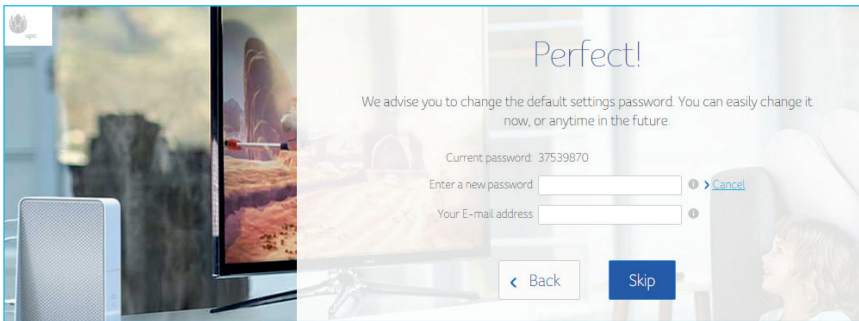 upc
Perfect!
We advise you to change the default settings password. You can easily change it
now, or anytime in the future.
Current password: 37539870
Enter a new password
Cancel
Your E-mail address
Back
Skip